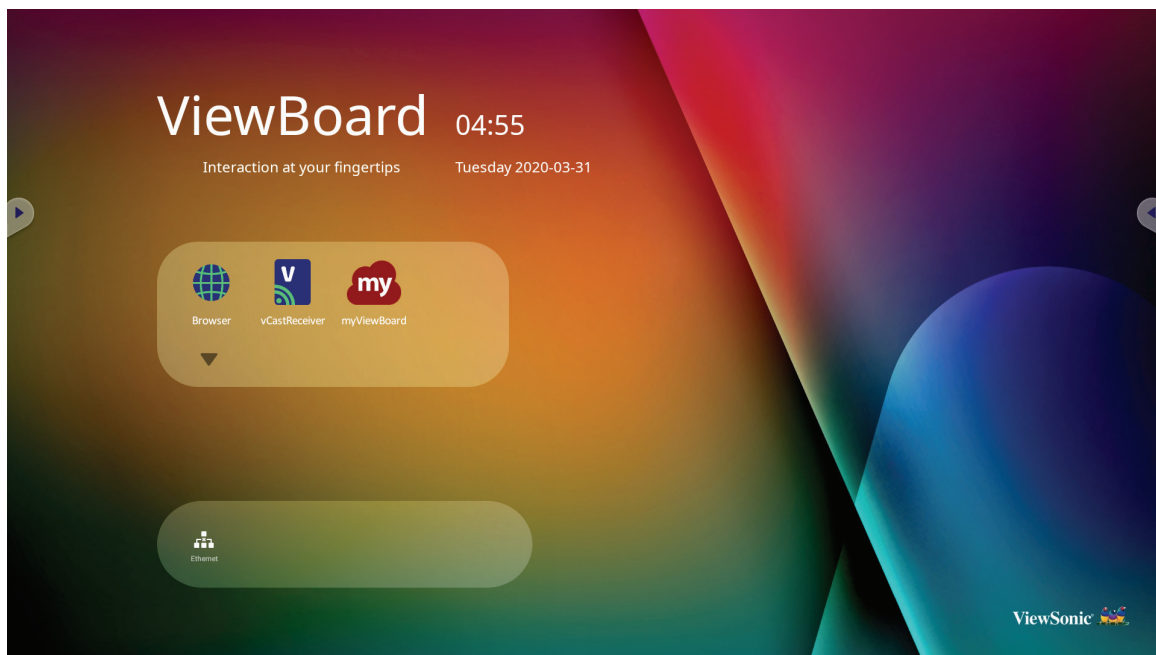 ViewBoard 04:55
Interaction at your fingertips Tuesday 2020-03-31
V my
Browser vCastReceiver myViewBoard
Ethernet
ViewSonic